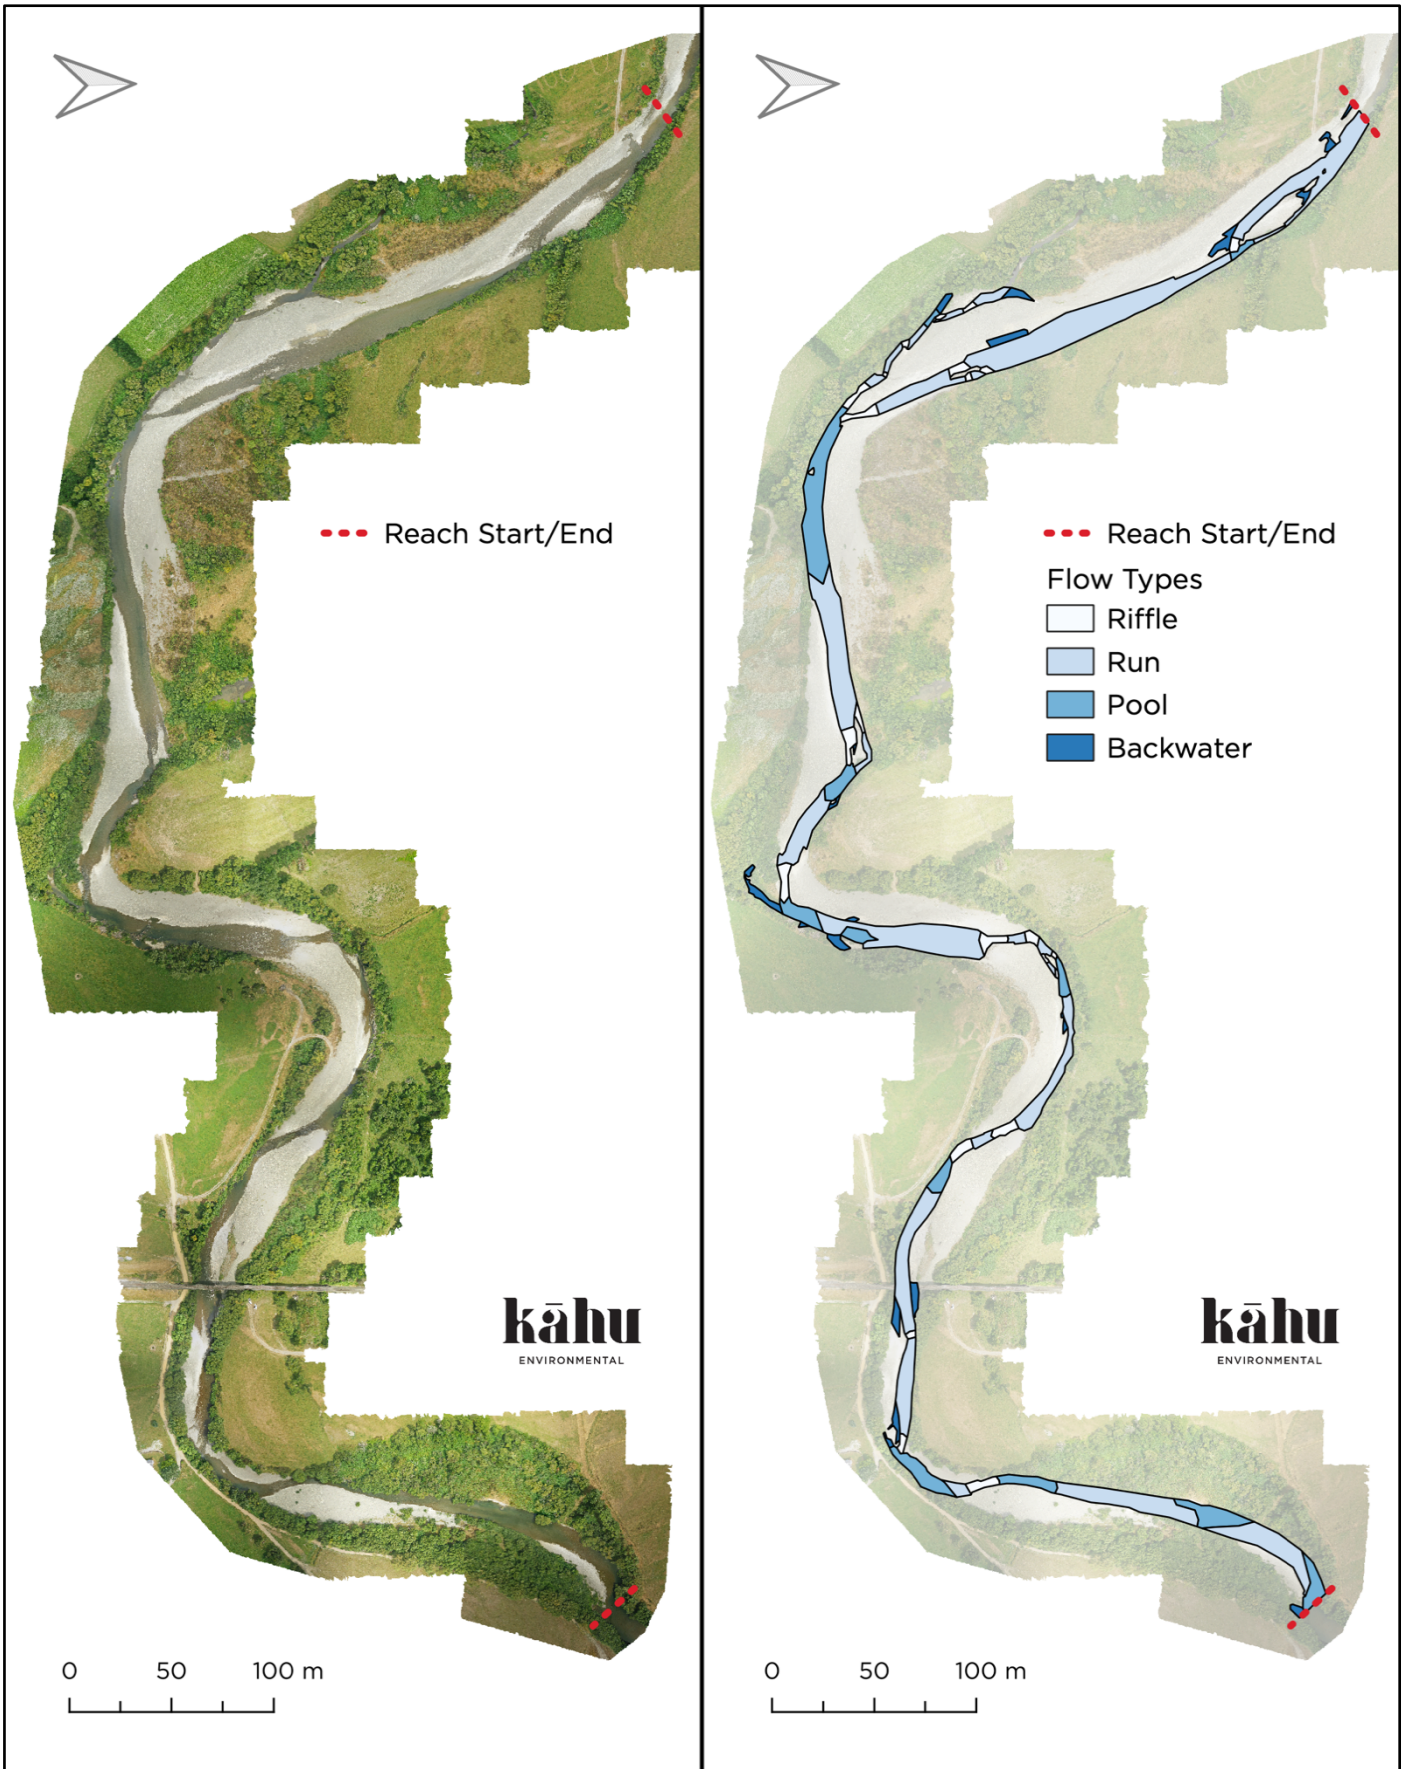 Reach Start/End
kāhu
ENVIRONMENTAL
0 50 100 m
Reach Start/End
Flow Types
Riffle
Run
Pool
Backwater
kāhu
ENVIRONMENTAL
0 50 100 m